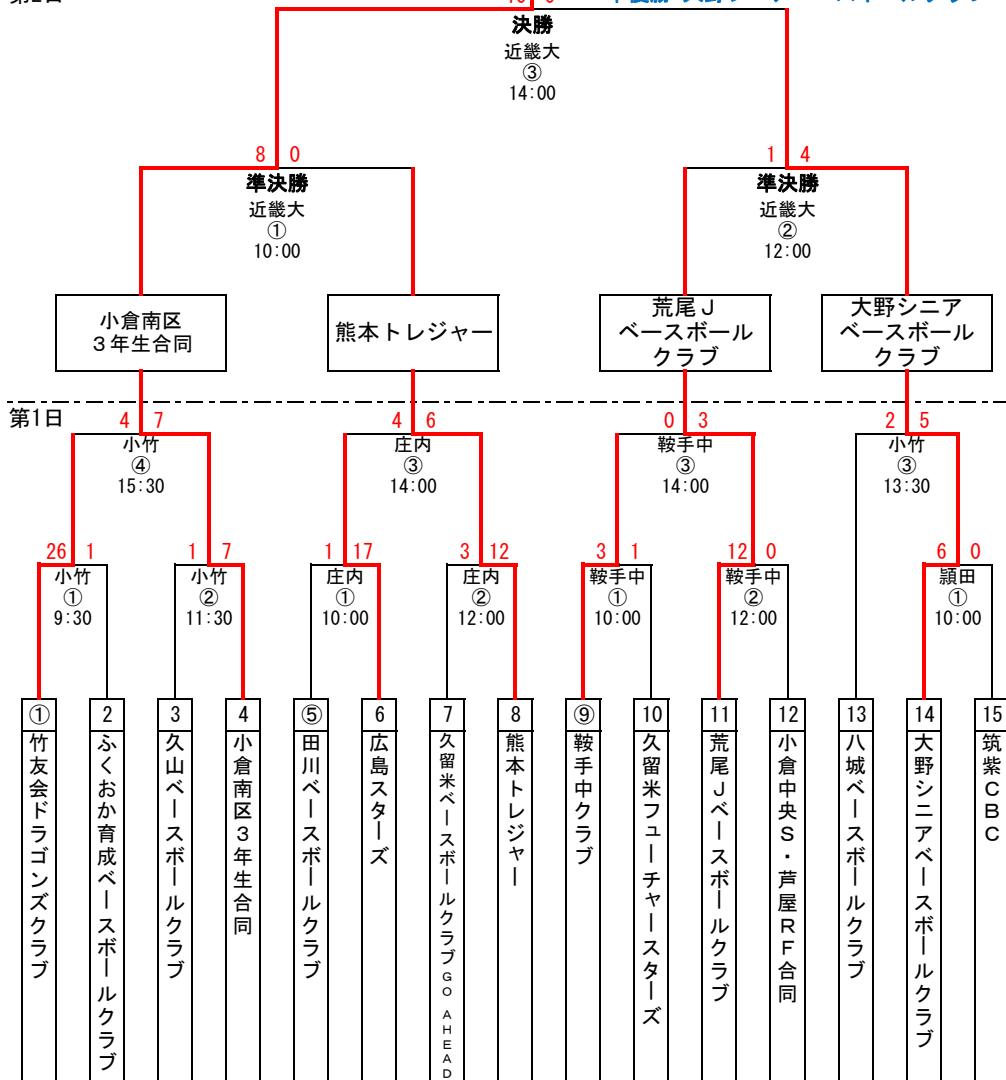 決勝
近畿大
③
14:00
8 0
準決勝
近畿大
①
10:00
1 4
準決勝
近畿大
②
12:00
小倉南区
３年生合同
熊本トレジャー
荒尾Ｊ
ベースボール
クラブ
大野シニア
ベースボール
クラブ
第1日
4 7
小竹
④
15:30
4 6
庄内
③
14:00
0 3
鞍手中
③
14:00
2 5
小竹
③
13:30
26 1
小竹
①
9:30
1 7
小竹
②
11:30
1 17
庄内
①
10:00
3 12
庄内
②
12:00
3 1
鞍手中
①
10:00
12 0
鞍手中
②
12:00
6 0
頴田
①
10:00
①
竹友会ドラゴンズクラブ
2
ふくおか育成ベースボールクラブ
3
久山ベースボールクラブ
4
小倉南区３年生合同
⑤
田川ベースボールクラブ
6
広島スターズ
7
久留米ベースボールクラブ GO AHEAD
8
熊本トレジャー
⑨
鞍手中クラブ
10
久留米フューチャースターズ
11
荒尾Ｊベースボールクラブ
12
小倉中央Ｓ・芦屋ＲＦ合同
13
八城ベースボールクラブ
14
大野シニアベースボールクラブ
15
筑紫ＣＢＣ